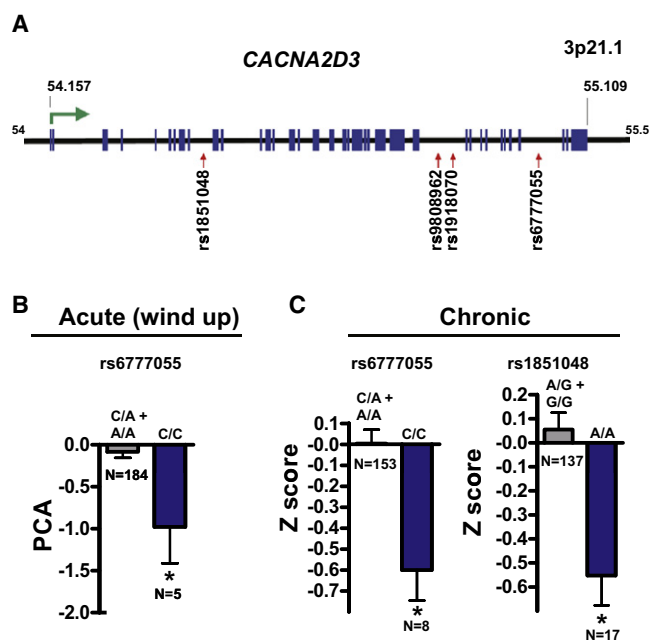 A
CACNA2D3
3p21.1
54.157
55.109
54
55.5
rs1851048
rs9808962
rs1918070
rs6777055
B
Acute (wind up)
rs6777055
C/A +
A/A
C/C
0.0
-0.5
-1.0
-1.5
-2.0
PCA
N=184
*
N=5
C
Chronic
rs6777055
C/A +
A/A
C/C
0.1
-0.0
-0.1
-0.2
-0.3
-0.4
-0.5
-0.6
-0.7
Z score
N=153
*
N=8
rs1851048
A/G +
G/G
A/A
0.2
0.1
-0.0
-0.1
-0.2
-0.3
-0.4
-0.5
-0.6
Z score
N=137
*
N=17